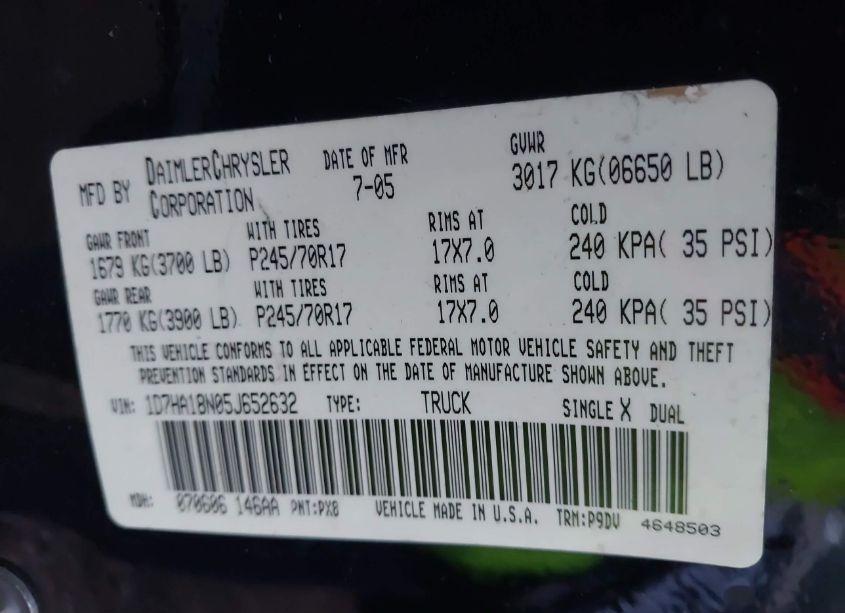 MFD BY DAIMLERCHRYSLER CORPORATION DATE OF MFR 7-05 GVWR 3017 KG(06650 LB)
GAWR FRONT WITH TIRES RIMS AT COLD
1679 KG(3700 LB) P245/70R17 17X7.0 240 KPA( 35 PSI)
GAWR REAR WITH TIRES RIMS AT COLD
1770 KG(3900 LB) P245/70R17 17X7.0 240 KPA( 35 PSI)
THIS VEHICLE CONFORMS TO ALL APPLICABLE FEDERAL MOTOR VEHICLE SAFETY AND THEFT
PREVENTION STANDARDS IN EFFECT ON THE DATE OF MANUFACTURE SHOWN ABOVE.
VIN: 1D7HA18N05J652632 TYPE: TRUCK SINGLE X DUAL
MDH: 070606 146AA PNT:PX8 VEHICLE MADE IN U.S.A. TRM:P9DV 4648503